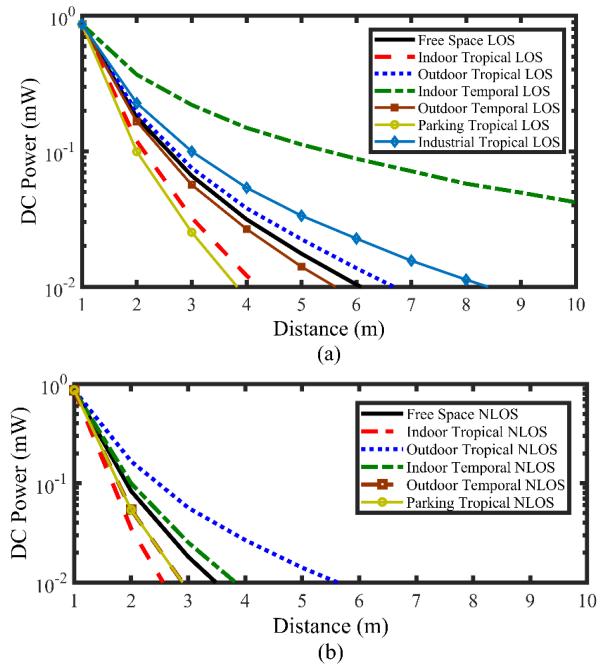 10^0
Free Space LOS
Indoor Tropical LOS
Outdoor Tropical LOS
Indoor Temporal LOS
Outdoor Temporal LOS
Parking Tropical LOS
Industrial Tropical LOS
DC Power (mW)
10^-1
10^-2
1 2 3 4 5 6 7 8 9 10
Distance (m)
(a)
10^0
Free Space NLOS
Indoor Tropical NLOS
Outdoor Tropical NLOS
Indoor Temporal NLOS
Outdoor Temporal NLOS
Parking Tropical NLOS
DC Power (mW)
10^-1
10^-2
1 2 3 4 5 6 7 8 9 10
Distance (m)
(b)